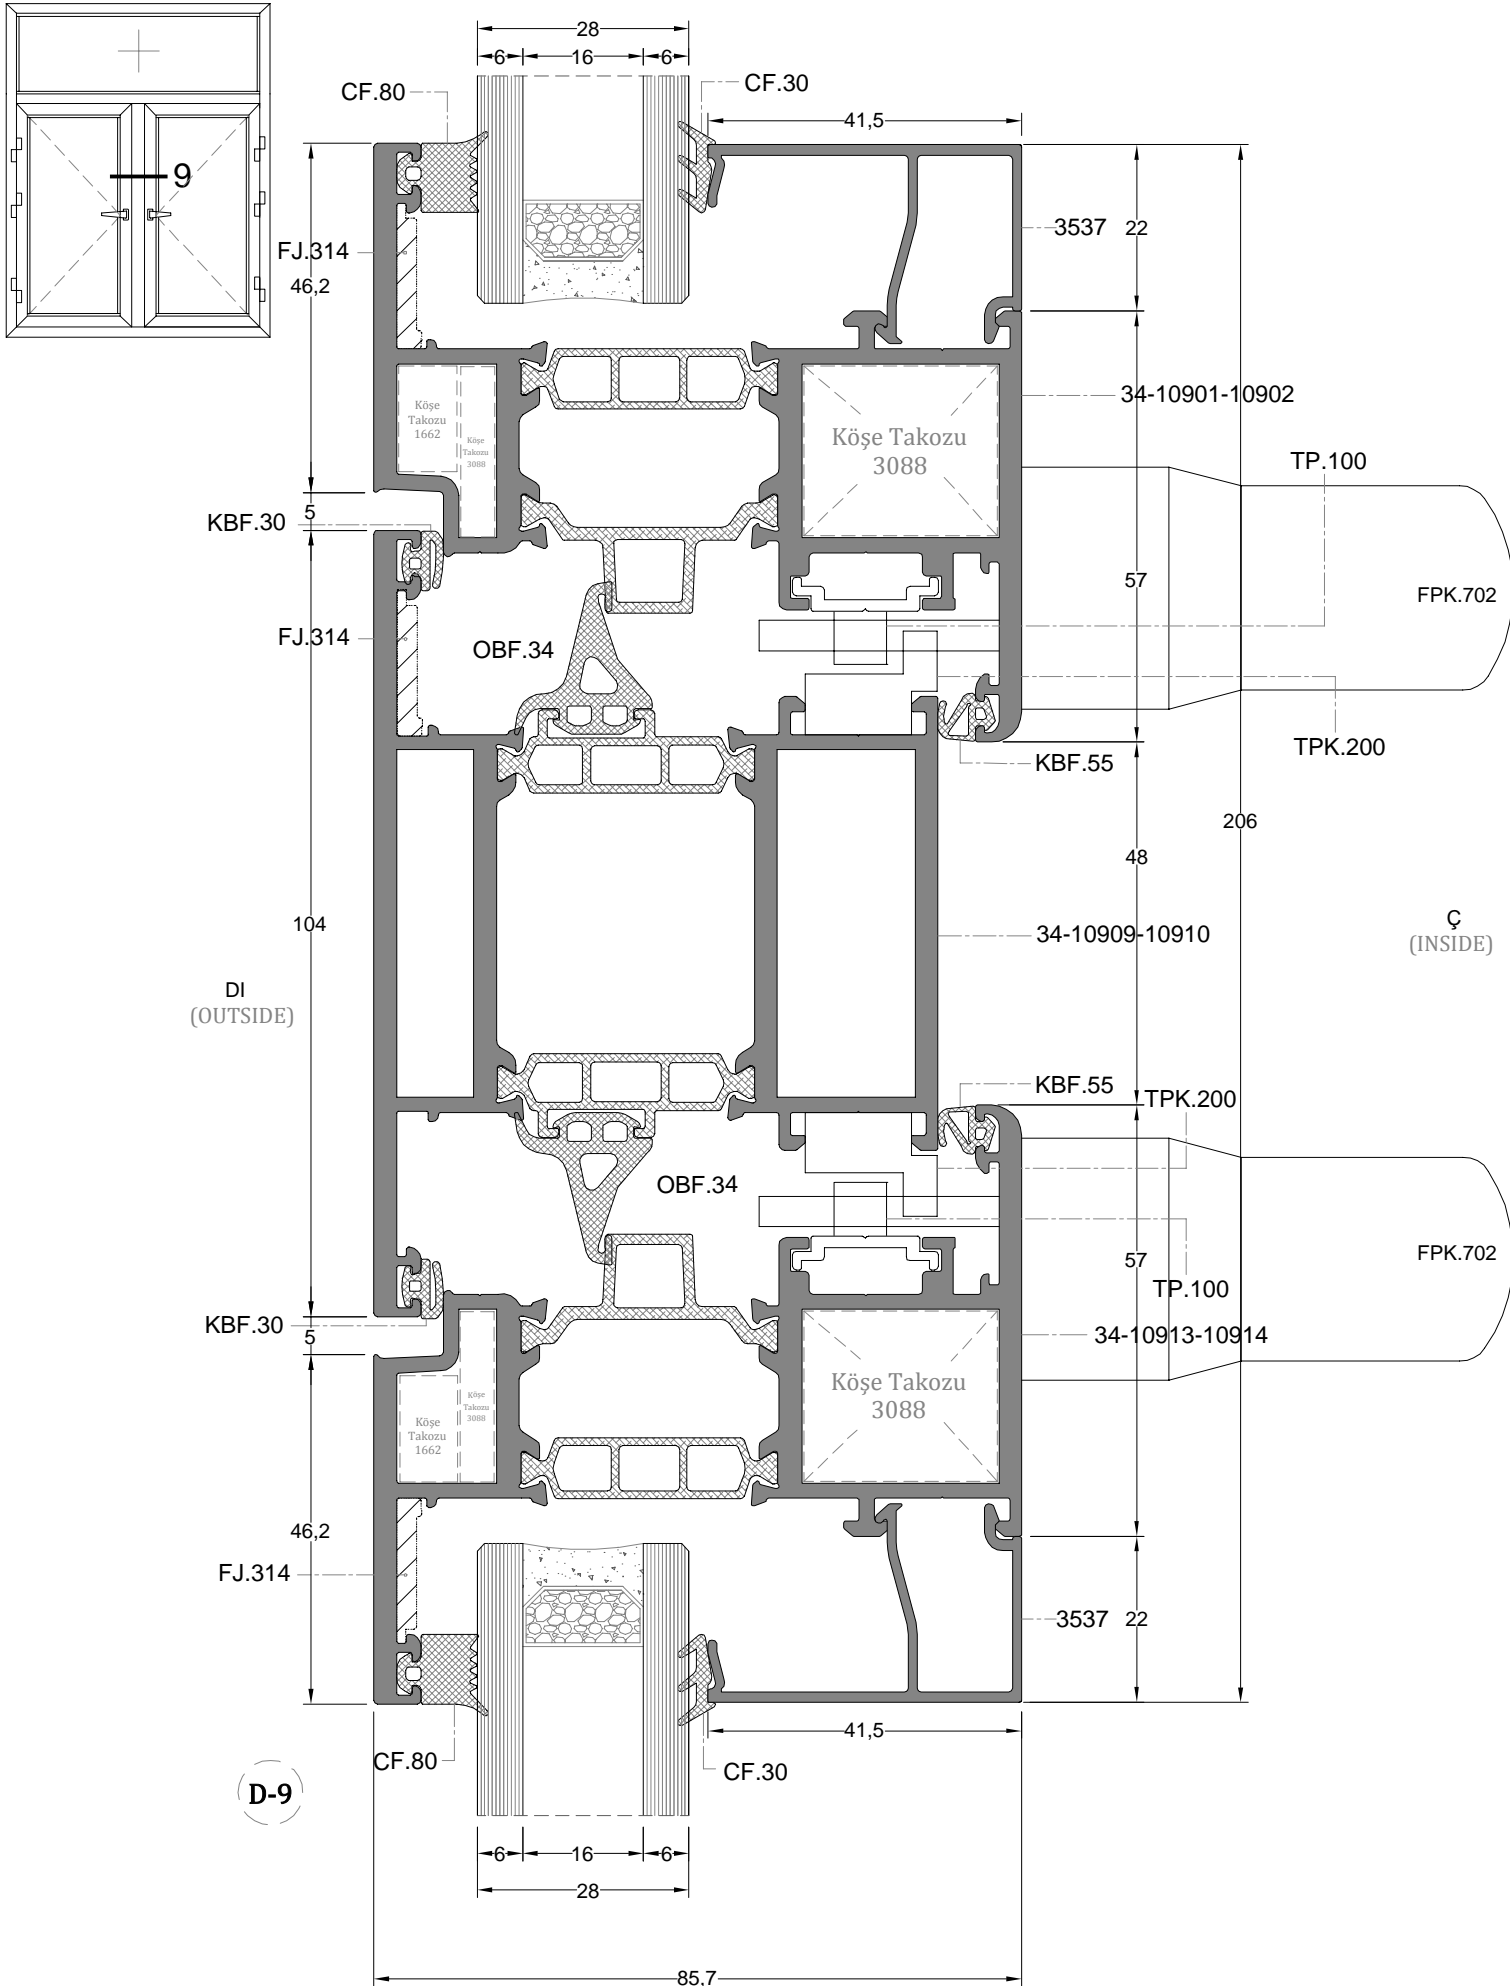 28
6
16
6
CF.80
CF.30
41,5
9
FJ.314
46,2
3537
22
34-10901-10902
Köşe
Takozu
1662
Köşe
Takozu
3088
Köşe Takozu
3088
TP.100
5
KBF.30
57
FPK.702
FJ.314
OBF.34
TPK.200
KBF.55
206
48
104
34-10909-10910
Ç
(INSIDE)
DI
(OUTSIDE)
KBF.55
TPK.200
OBF.34
57
FPK.702
TP.100
KBF.30
5
34-10913-10914
Köşe Takozu
3088
Köşe
Takozu
3088
Köşe
Takozu
1662
46,2
FJ.314
3537
22
41,5
CF.80
CF.30
D-9
6
16
6
28
85,7